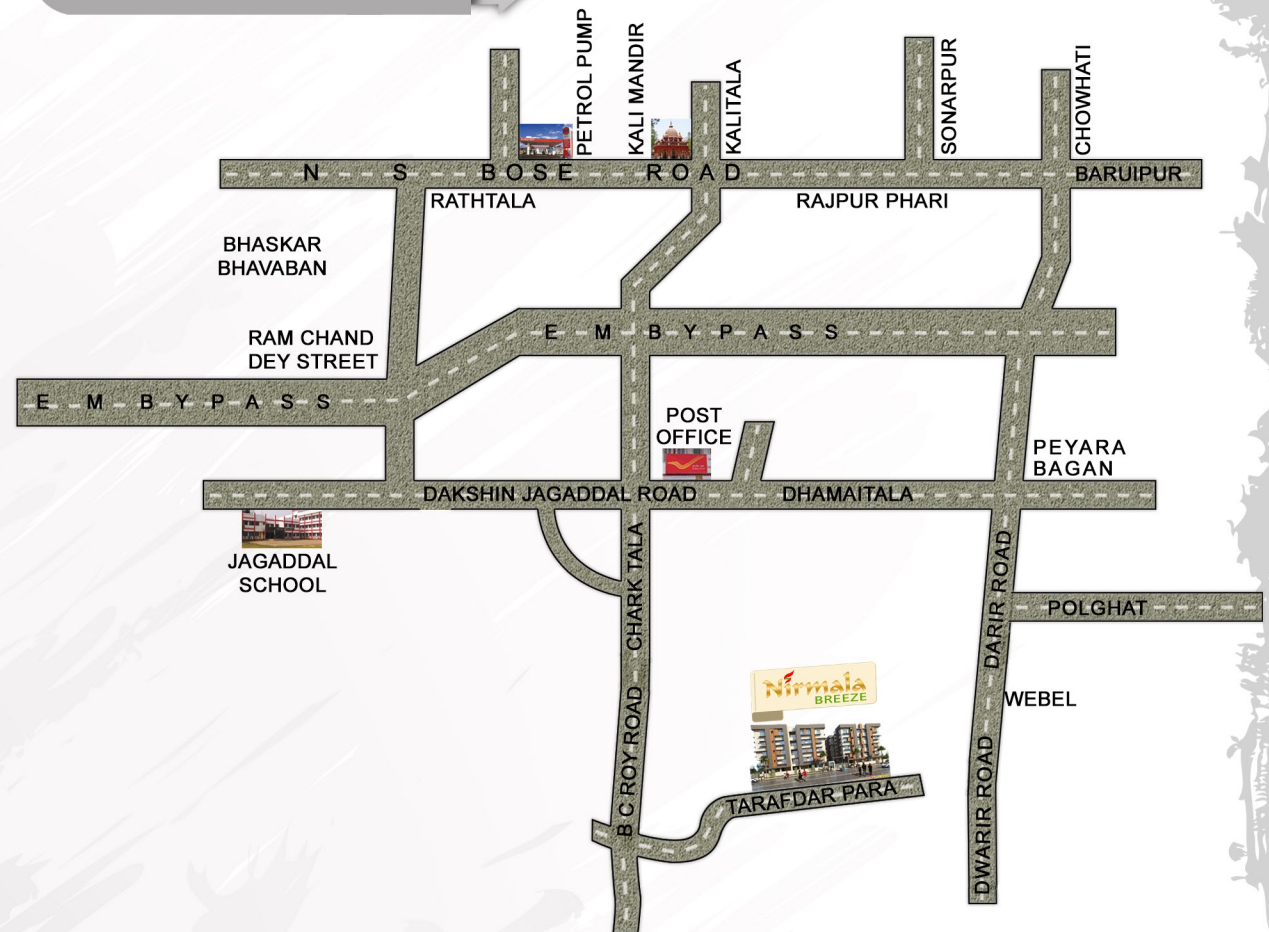 PETROL PUMP
KALI MANDIR
KALITALA
SONARPUR
CHOWHATI
N S BOSE ROAD
BARUIPUR
RATHTALA
RAJPUR PHARI
BHASKAR
BHAVABAN
RAM CHAND
DEY STREET
E M BYPASS
E M BYPASS
POST
OFFICE
PEYARA
BAGAN
DAKSHIN JAGADDAL ROAD
DHAMAITALA
JAGADDAL
SCHOOL
CHARK TALA
DARIR ROAD
POLGHAT
Nirmala
BREEZE
WEBEL
B C ROY ROAD
TARAFDAR PARA
DWARIR ROAD